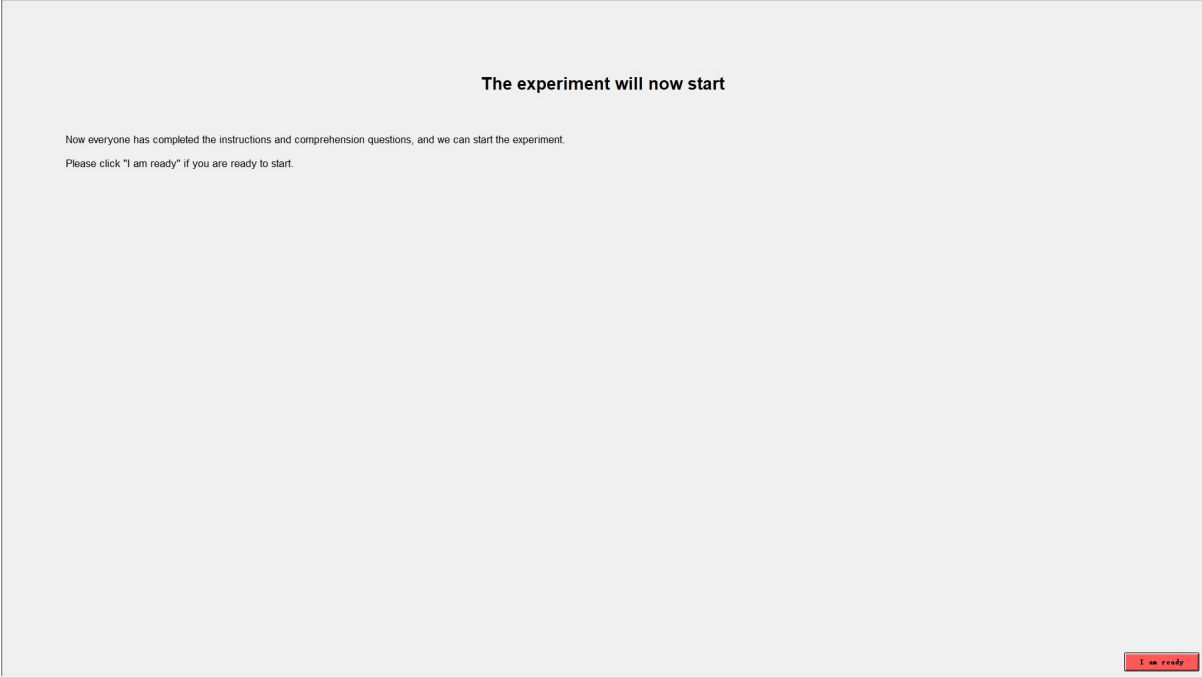 The experiment will now start
Now everyone has completed the instructions and comprehension questions, and we can start the experiment.
Please click "I am ready" if you are ready to start.
I am ready